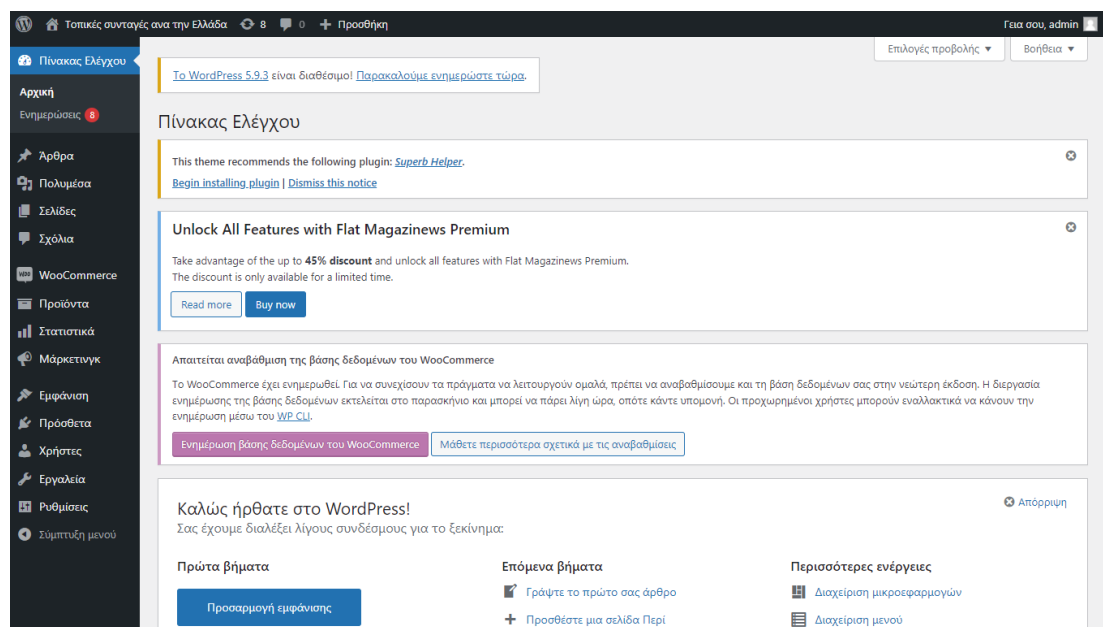 Τοπικές συνταγές ανα την Ελλάδα 8 0 + Προσθήκη Γεια σου, admin
Επιλογές προβολής ▼ Βοήθεια ▼
Πίνακας Ελέγχου
Αρχική
Ενημερώσεις 8
Άρθρα
Πολυμέσα
Σελίδες
Σχόλια
WooCommerce
Προϊόντα
Στατιστικά
Μάρκετινγκ
Εμφάνιση
Πρόσθετα
Χρήστες
Εργαλεία
Ρυθμίσεις
Σύμπτυξη μενού
Το WordPress 5.9.3 είναι διαθέσιμο! Παρακαλούμε ενημερώστε τώρα.
Πίνακας Ελέγχου
This theme recommends the following plugin: Superb Helper.
Begin installing plugin | Dismiss this notice
Unlock All Features with Flat Magazinews Premium
Take advantage of the up to 45% discount and unlock all features with Flat Magazinews Premium.
The discount is only available for a limited time.
Read more Buy now
Απαιτείται αναβάθμιση της βάσης δεδομένων του WooCommerce
Το WooCommerce έχει ενημερωθεί. Για να συνεχίσουν τα πράγματα να λειτουργούν ομαλά, πρέπει να αναβαθμίσουμε και τη βάση δεδομένων σας στην νεώτερη έκδοση. Η διεργασία
ενημέρωσης της βάσης δεδομένων εκτελείται στο παρασκήνιο και μπορεί να πάρει λίγη ώρα, οπότε κάντε υπομονή. Οι προχωρημένοι χρήστες μπορούν εναλλακτικά να κάνουν την
ενημέρωση μέσω του WP CLI.
Ενημέρωση βάσης δεδομένων του WooCommerce Μάθετε περισσότερα σχετικά με τις αναβαθμίσεις
Καλώς ήρθατε στο WordPress! Απόρριψη
Σας έχουμε διαλέξει λίγους συνδέσμους για το ξεκίνημα:
Πρώτα βήματα Επόμενα βήματα Περισσότερες ενέργειες
Προσαρμογή εμφάνισης Γράψτε το πρώτο σας άρθρο Διαχείριση μικροεφαρμογών
Προσθέστε μια σελίδα Περί Διαχείριση μενού